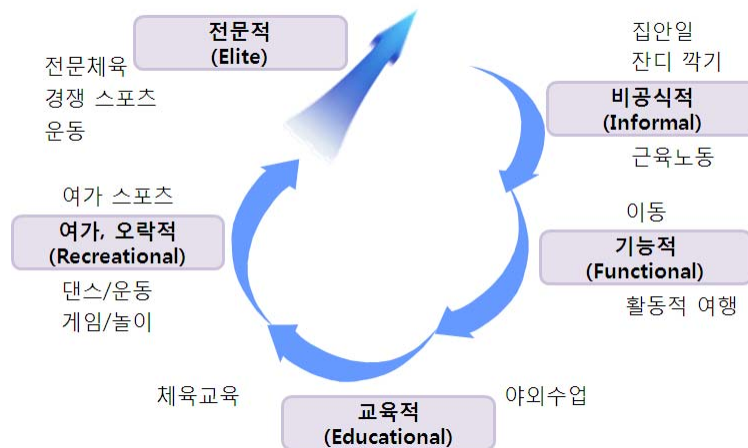 전문적
(Elite)
전문체육
경쟁 스포츠
운동
집안일
잔디 깎기
비공식적
(Informal)
근육노동
이동
기능적
(Functional)
활동적 여행
여가 스포츠
여가, 오락적
(Recreational)
댄스/운동
게임/놀이
체육교육
교육적
(Educational)
야외수업